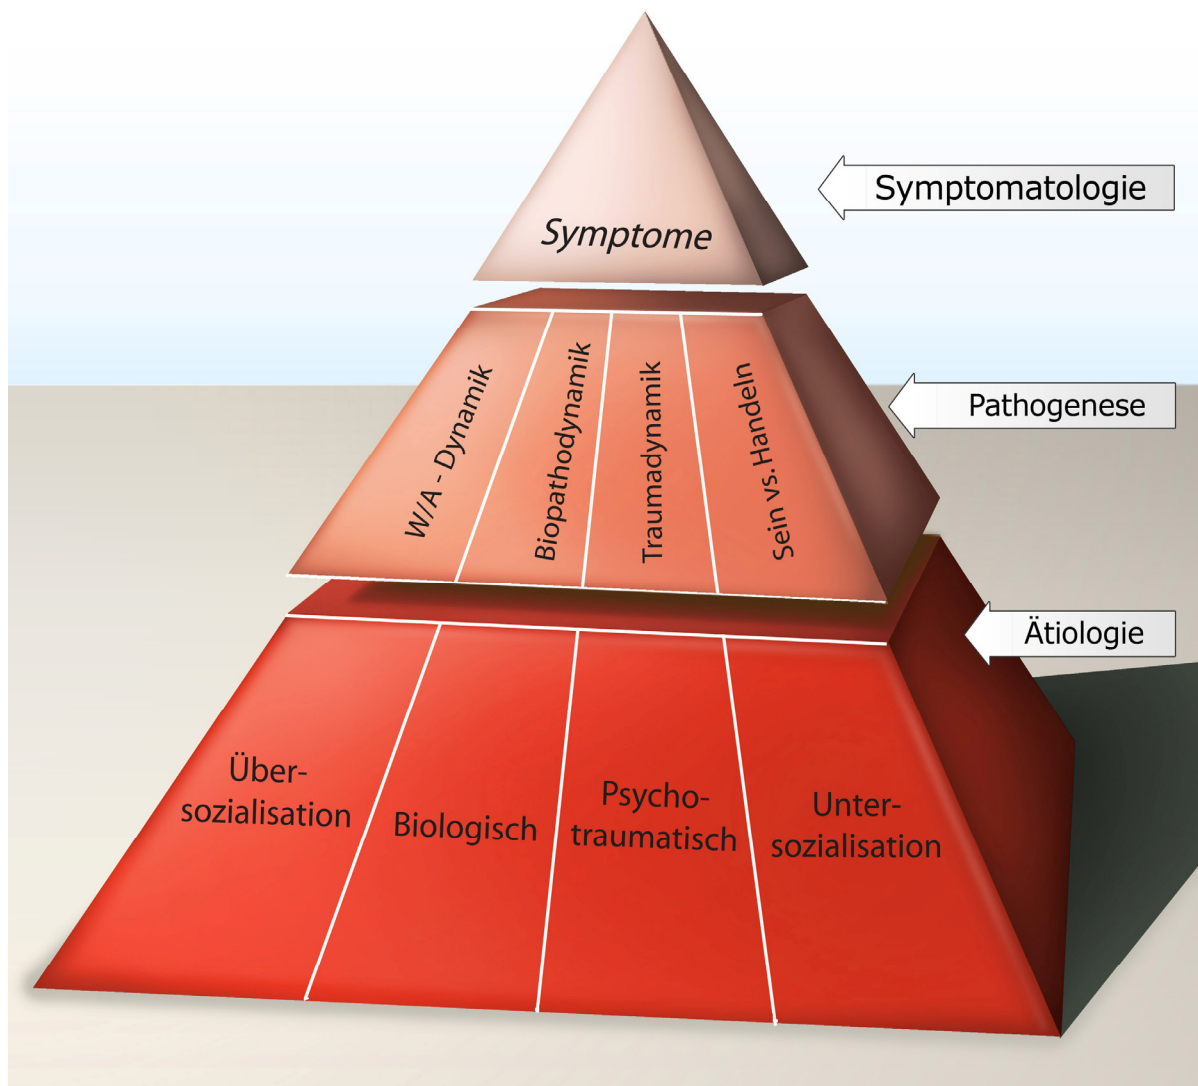 Symptomatologie
Symptome
Pathogenese
W/A - Dynamik
Biopathodynamik
Traumadynamik
Sein vs. Handeln
Ätiologie
Über-
sozialisation
Biologisch
Psycho-
traumatisch
Unter-
sozialisation